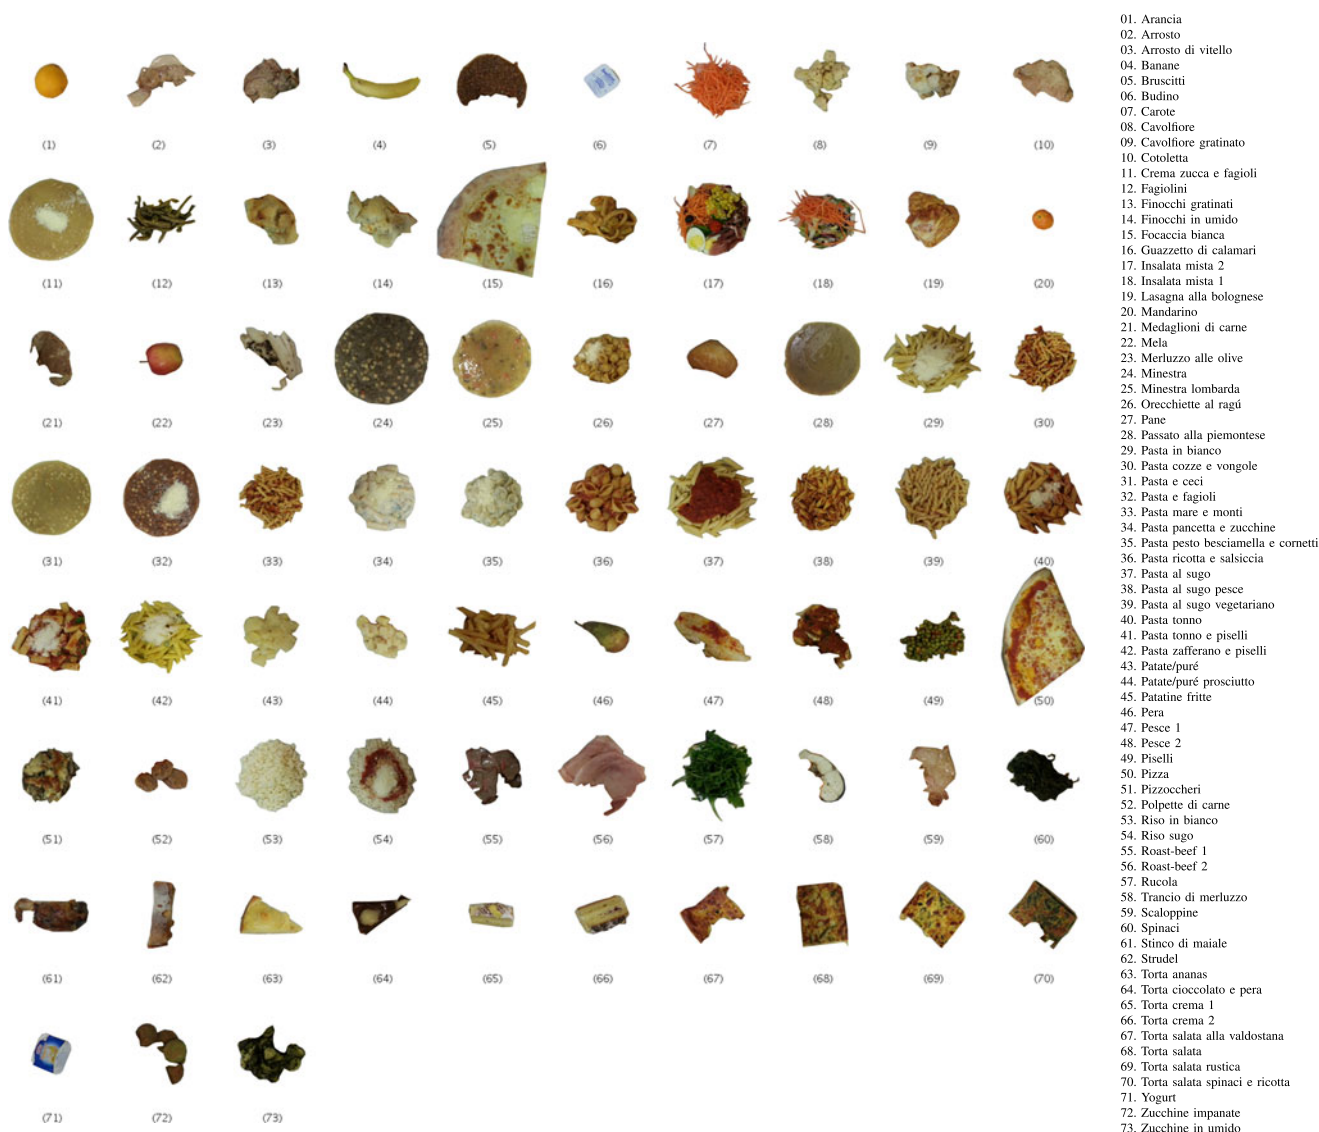 (1) (2) (3) (4) (5) (6) (7) (8) (9) (10)
(11) (12) (13) (14) (15) (16) (17) (18) (19) (20)
(21) (22) (23) (24) (25) (26) (27) (28) (29) (30)
(31) (32) (33) (34) (35) (36) (37) (38) (39) (40)
(41) (42) (43) (44) (45) (46) (47) (48) (49) (50)
(51) (52) (53) (54) (55) (56) (57) (58) (59) (60)
(61) (62) (63) (64) (65) (66) (67) (68) (69) (70)
(71) (72) (73)
01. Arancia
02. Arrosto
03. Arrosto di vitello
04. Banane
05. Bruscitti
06. Budino
07. Carote
08. Cavolfiore
09. Cavolfiore gratinato
10. Cotoletta
11. Crema zucca e fagioli
12. Fagiolini
13. Finocchi gratinati
14. Finocchi in umido
15. Focaccia bianca
16. Guazzetto di calamari
17. Insalata mista 2
18. Insalata mista 1
19. Lasagna alla bolognese
20. Mandarino
21. Medaglioni di carne
22. Mela
23. Merluzzo alle olive
24. Minestra
25. Minestra lombarda
26. Orecchiette al ragú
27. Pane
28. Passato alla piemontese
29. Pasta in bianco
30. Pasta cozze e vongole
31. Pasta e ceci
32. Pasta e fagioli
33. Pasta mare e monti
34. Pasta pancetta e zucchine
35. Pasta pesto besciamella e cornetti
36. Pasta ricotta e salsiccia
37. Pasta al sugo
38. Pasta al sugo pesce
39. Pasta al sugo vegetariano
40. Pasta tonno
41. Pasta tonno e piselli
42. Pasta zafferano e piselli
43. Patate/puré
44. Patate/puré prosciutto
45. Patatine fritte
46. Pera
47. Pesce 1
48. Pesce 2
49. Piselli
50. Pizza
51. Pizzoccheri
52. Polpette di carne
53. Riso in bianco
54. Riso sugo
55. Roast-beef 1
56. Roast-beef 2
57. Rucola
58. Trancio di merluzzo
59. Scaloppine
60. Spinaci
61. Stinco di maiale
62. Strudel
63. Torta ananas
64. Torta cioccolato e pera
65. Torta crema 1
66. Torta crema 2
67. Torta salata alla valdostana
68. Torta salata
69. Torta salata rustica
70. Torta salata spinaci e ricotta
71. Yogurt
72. Zucchine impanate
73. Zucchine in umido